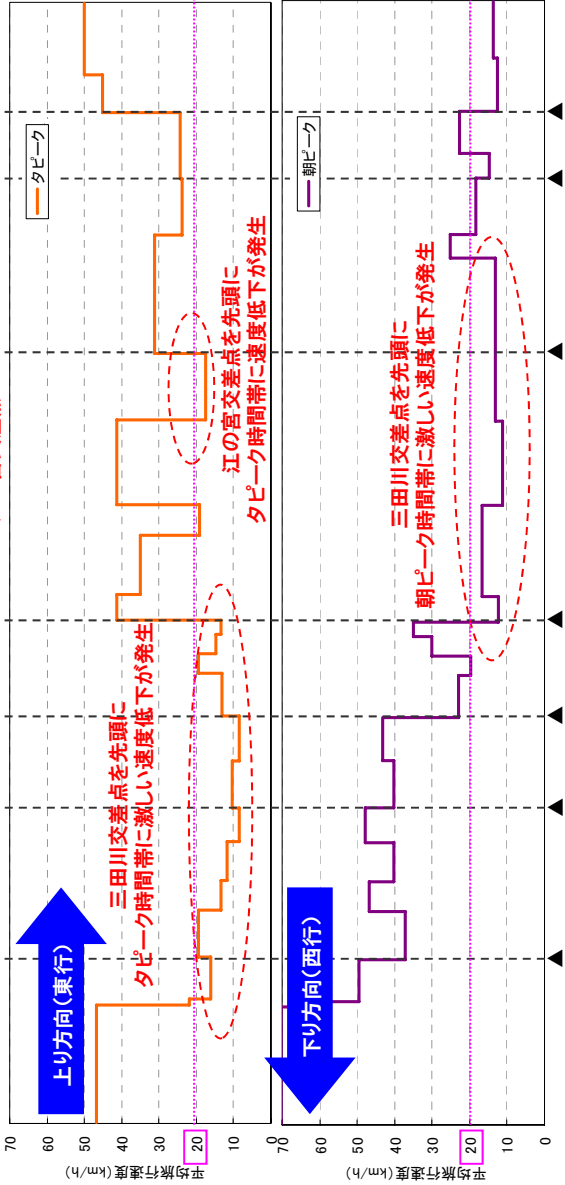 上り方向(東行)
三田川交差点を先頭に
夕ピーク時間帯に激しい速度低下が発生
江の宮交差点を先頭に
夕ピーク時間帯に速度低下が発生
夕ピーク
平均旅行速度(km/h)
70
60
50
40
30
20
10
0
下り方向(西行)
三田川交差点を先頭に
朝ピーク時間帯に激しい速度低下が発生
朝ピーク
平均旅行速度(km/h)
70
60
50
40
30
20
10
0